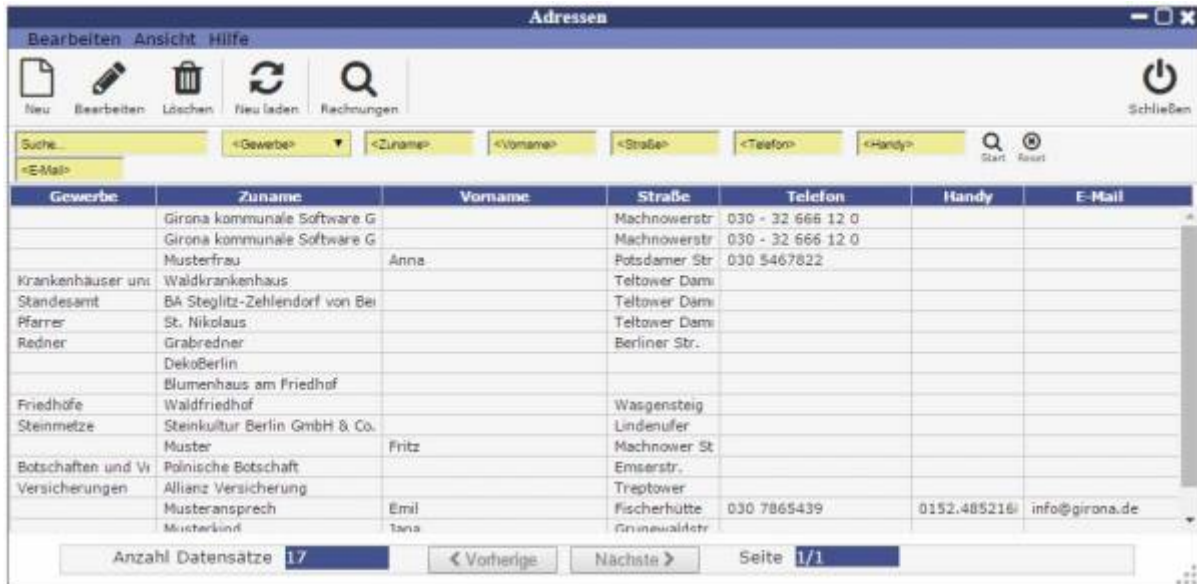 Adressen
Bearbeiten Ansicht Hilfe
Neu Bearbeiten Löschen Neu laden Rechnungen Schließen
Suche... <Gewerbe> <Zuname> <Vorname> <Straße> <Telefon> <Handy> Start Reset
<E-Mail>
Gewerbe Zuname Vorname Straße Telefon Handy E-Mail
Girona kommunale Software G Machnowerstr 030 - 32 666 12 0
Girona kommunale Software G Machnowerstr 030 - 32 666 12 0
Musterfrau Anna Potsdamer Str 030 5467822
Krankenhäuser und Waldkrankenhaus Teltower Dam
Standesamt BA Steglitz-Zehlendorf von Ber Teltower Dam
Pfarrer St. Nikolaus Teltower Dam
Redner Grabredner Berliner Str.
DekoBerlin
Blumenhaus am Friedhof
Friedhöfe Waldfriedhof Wasgensteig
Steinmetze Steinkultur Berlin GmbH & Co. Lindenufer
Muster Fritz Machnower St
Botschaften und Polnische Botschaft Emserstr.
Versicherungen Allianz Versicherung Treptower
Musteransprech Emil Fischerhütte 030 7865439 0152.485216 info@girona.de
Musterkind Jana Grunewaldstr
Anzahl Datensätze 17 < Vorherige Nächste > Seite 1/1